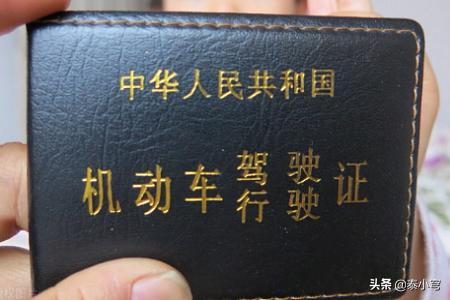 中华人民共和国
机动车驾驶证
行驶
头条 @泰小穹